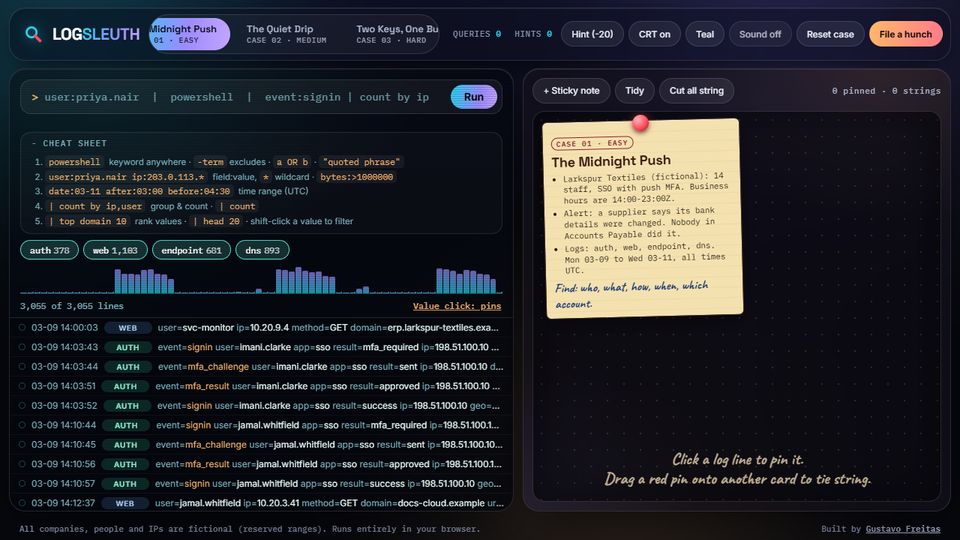 LOGSLEUTH
Midnight Push
01 · EASY
The Quiet Drip
CASE 02 · MEDIUM
Two Keys, One Bu
CASE 03 · HARD
QUERIES 0
HINTS 0
Hint (-20)
CRT on
Teal
Sound off
Reset case
File a hunch
> user:priya.nair | powershell | event:signin | count by ip
Run
- CHEAT SHEET
1. powershell keyword anywhere · -term excludes · a OR b · "quoted phrase"
2. user:priya.nair ip:203.0.113.* field:value, * wildcard · bytes:>1000000
3. date:03-11 after:03:00 before:04:30 time range (UTC)
4. | count by ip,user group & count · | count
5. | top domain 10 rank values · | head 20 · shift-click a value to filter
auth 378
web 1,103
endpoint 681
dns 893
3,055 of 3,055 lines
Value click: pins
03-09 14:00:03 WEB user=svc-monitor ip=10.20.9.4 method=GET domain=erp.larkspur-textiles.exa...
03-09 14:03:43 AUTH event=signin user=imani.clarke app=sso result=mfa_required ip=198.51.100.10 ...
03-09 14:03:44 AUTH event=mfa_challenge user=imani.clarke app=sso result=sent ip=198.51.100.10 d...
03-09 14:03:51 AUTH event=mfa_result user=imani.clarke app=sso result=approved ip=198.51.100.10 ...
03-09 14:03:52 AUTH event=signin user=imani.clarke app=sso result=success ip=198.51.100.10 geo=...
03-09 14:10:44 AUTH event=signin user=jamal.whitfield app=sso result=mfa_required ip=198.51.100.1...
03-09 14:10:45 AUTH event=mfa_challenge user=jamal.whitfield app=sso result=sent ip=198.51.100.10...
03-09 14:10:56 AUTH event=mfa_result user=jamal.whitfield app=sso result=approved ip=198.51.100.1...
03-09 14:10:57 AUTH event=signin user=jamal.whitfield app=sso result=success ip=198.51.100.10 geo...
03-09 14:12:37 WEB user=jamal.whitfield ip=10.20.3.41 method=GET domain=docs-cloud.example ur...
+ Sticky note
Tidy
Cut all string
0 pinned · 0 strings
CASE 01 · EASY
The Midnight Push
• Larkspur Textiles (fictional): 14
staff, SSO with push MFA. Business
hours are 14:00-23:00Z.
• Alert: a supplier says its bank
details were changed. Nobody in
Accounts Payable did it.
• Logs: auth, web, endpoint, dns.
Mon 03-09 to Wed 03-11, all times
UTC.
Find: who, what, how, when, which
account.
Click a log line to pin it.
Drag a red pin onto another card to tie string.
All companies, people and IPs are fictional (reserved ranges). Runs entirely in your browser.
Built by Gustavo Freitas